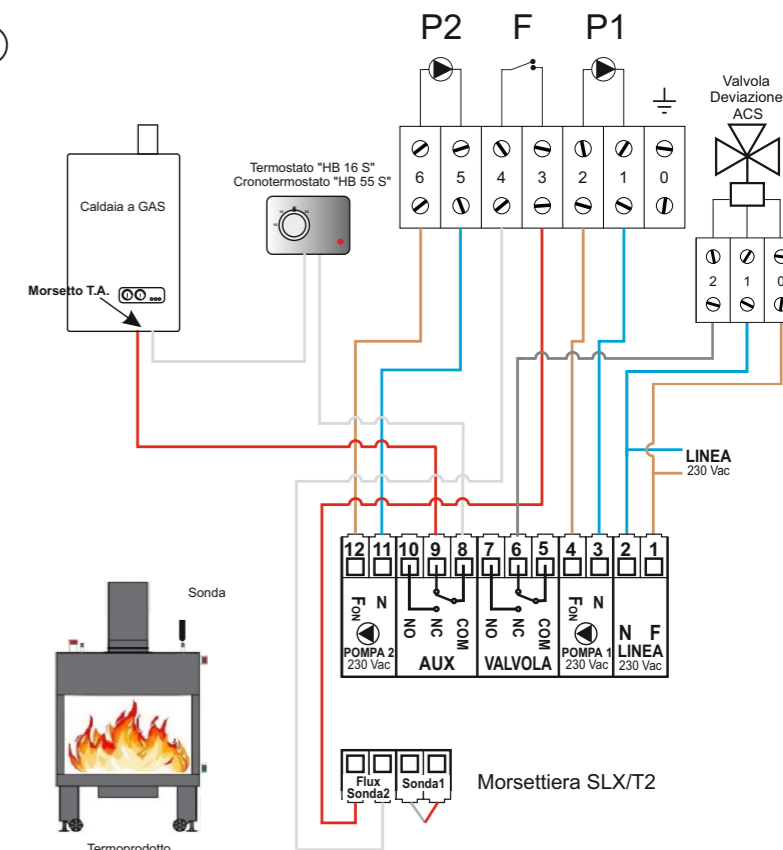 P2 F P1
Valvola
Deviazione
ACS
Termostato "HB 16 S"
Cronotermostato "HB 55 S"
Caldaia a GAS
Morsetto T.A.
6 5 4 3 2 1 0
2 1 0
LINEA
230 Vac
12 11 10 9 8 7 6 5 4 3 2 1
FON N
POMPA 2
230 Vac
NO NC COM
AUX
NO NC COM
VALVOLA
FON N
POMPA 1
230 Vac
N F
LINEA
230 Vac
Sonda
Flux
Sonda2
Sonda1
Morsettiera SLX/T2
Termoprodotto